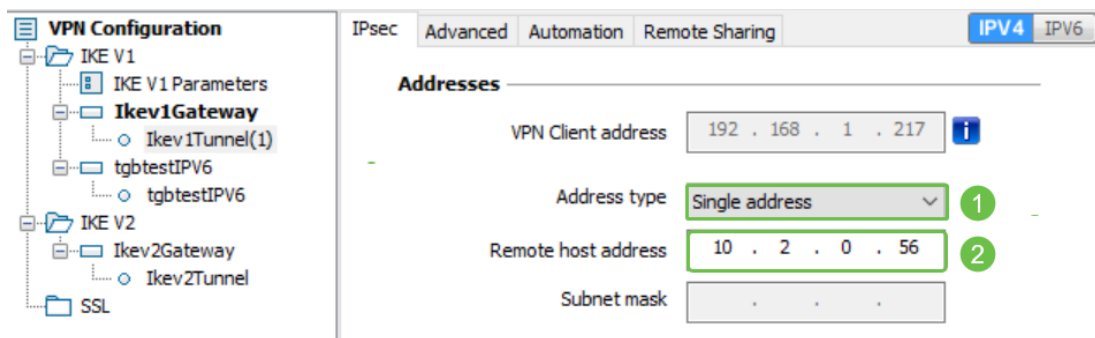 VPN Configuration
IKE V1
IKE V1 Parameters
Ikev1Gateway
Ikev1Tunnel(1)
tgbtestIPV6
tgbtestIPV6
IKE V2
Ikev2Gateway
Ikev2Tunnel
SSL
IPsec Advanced Automation Remote Sharing IPV4 IPV6
Addresses
VPN Client address 192 . 168 . 1 . 217 i
Address type Single address 1
Remote host address 10 . 2 . 0 . 56 2
Subnet mask . . .